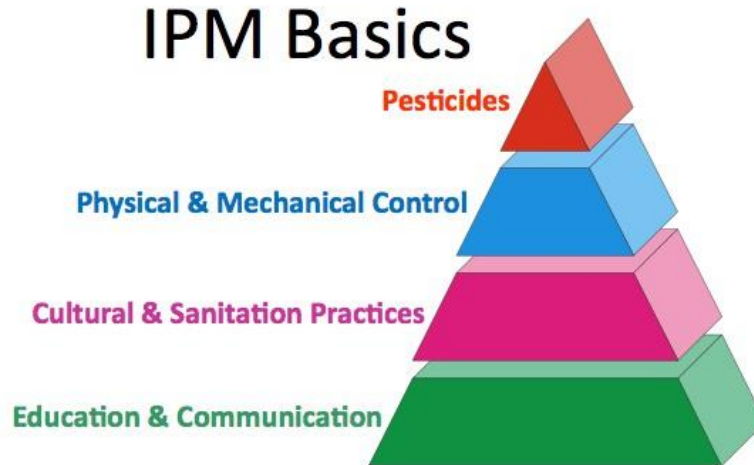 IPM Basics
Pesticides
Physical & Mechanical Control
Cultural & Sanitation Practices
Education & Communication